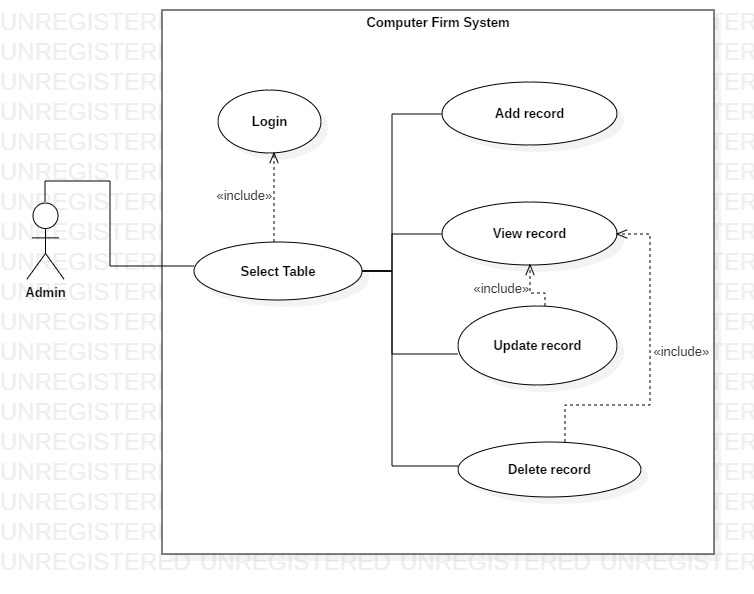 Computer Firm System
Login
Add record
«include»
View record
Select Table
Admin
«include»
Update record
«include»
Delete record
UNREGISTERED UNREGISTERED UNREGISTERED UNREGISTERED